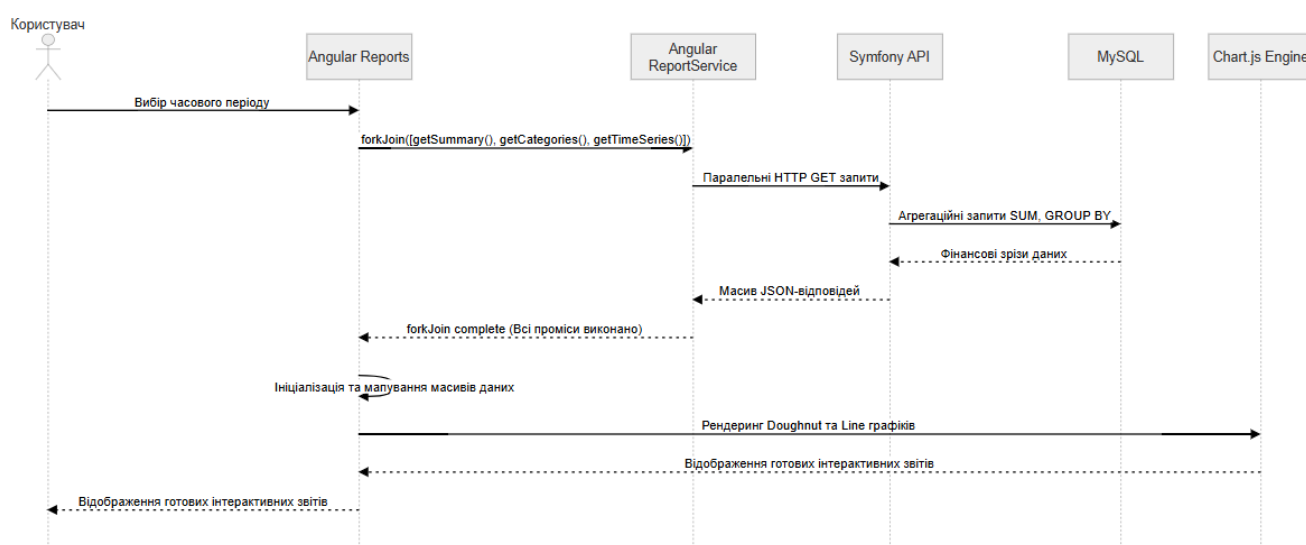 Користувач
Angular Reports
Angular
ReportService
Symfony API
MySQL
Chart.js Engine
Вибір часового періоду
forkJoin([getSummary(), getCategories(), getTimeSeries()])
Паралельні HTTP GET запити
Агрегаційні запити SUM, GROUP BY
Фінансові зрізи даних
Масив JSON-відповідей
forkJoin complete (Всі проміси виконано)
Ініціалізація та мапування масивів даних
Рендеринг Doughnut та Line графіків
Відображення готових інтерактивних звітів
Відображення готових інтерактивних звітів